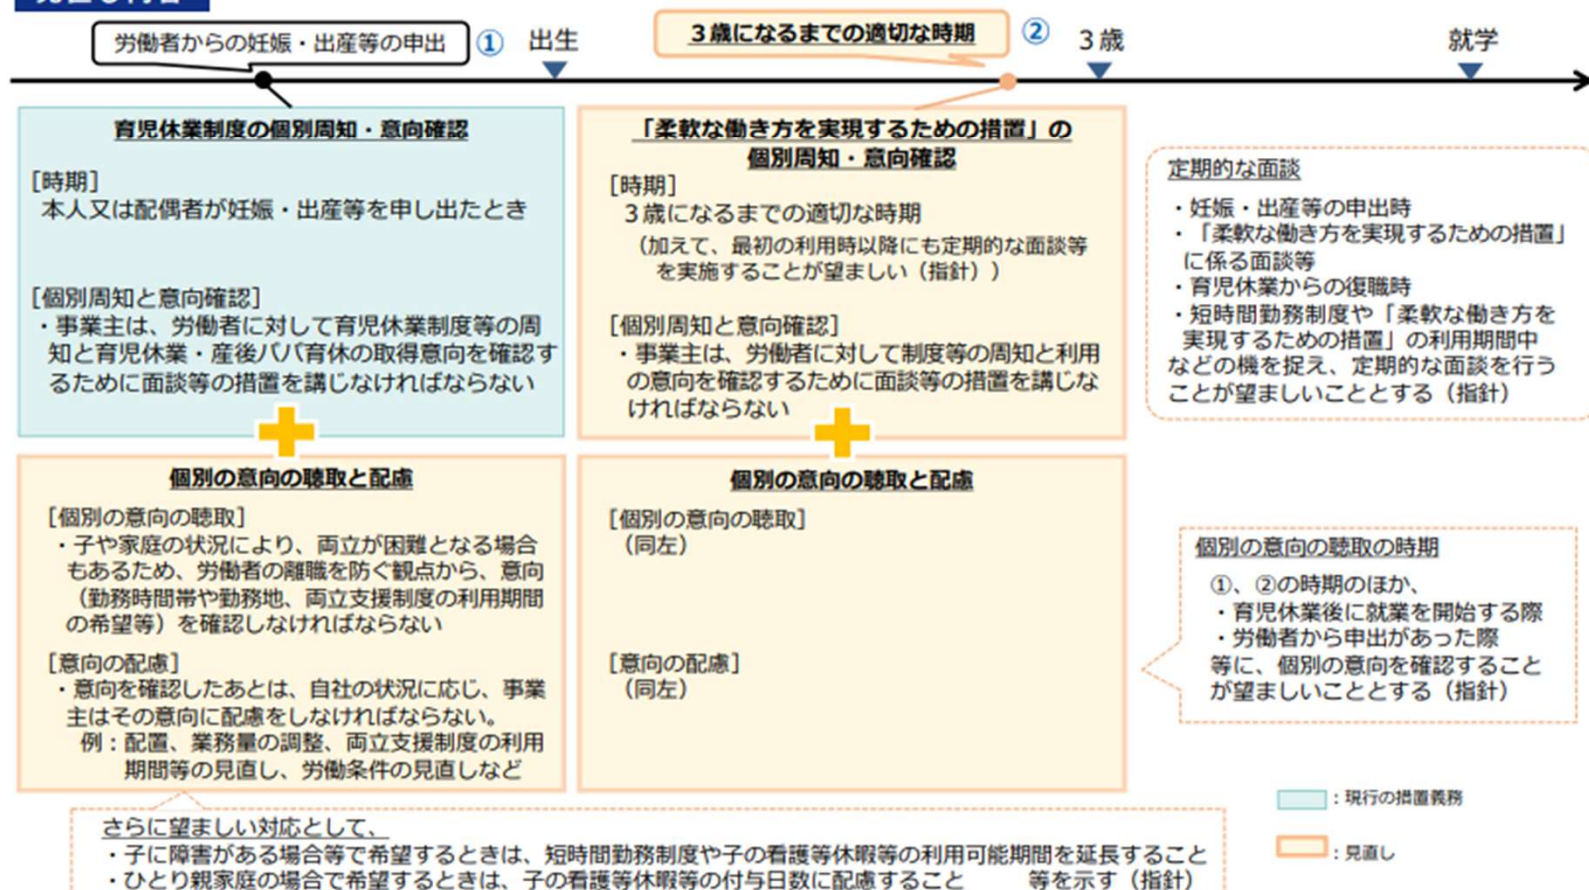 労働者からの妊娠・出産等の申出
①
出生
3歳になるまでの適切な時期
②
3歳
就学
育児休業制度の個別周知・意向確認
[時期]
本人又は配偶者が妊娠・出産等を申し出たとき
[個別周知と意向確認]
・事業主は、労働者に対して育児休業制度等の周
知と育児休業・産後パパ育休の取得意向を確認す
るために面談等の措置を講じなければならない
「柔軟な働き方を実現するための措置」の
個別周知・意向確認
[時期]
3歳になるまでの適切な時期
(加えて、最初の利用時以降にも定期的な面談等
を実施することが望ましい(指針))
[個別周知と意向確認]
・事業主は、労働者に対して制度等の周知と利用
の意向を確認するために面談等の措置を講じな
ければならない
定期的な面談
・妊娠・出産等の申出時
・「柔軟な働き方を実現するための措置」
に係る面談等
・育児休業からの復職時
・短時間勤務制度や「柔軟な働き方を
実現するための措置」の利用期間中
などの機を捉え、定期的な面談を行う
ことが望ましいこととする(指針)
個別の意向の聴取と配慮
[個別の意向の聴取]
・子や家庭の状況により、両立が困難となる場合
もあるため、労働者の離職を防ぐ観点から、意向
(勤務時間帯や勤務地、両立支援制度の利用期間
の希望等)を確認しなければならない
[意向の配慮]
・意向を確認したあとは、自社の状況に応じ、事業
主はその意向に配慮をしなければならない。
例:配置、業務量の調整、両立支援制度の利用
期間等の見直し、労働条件の見直しなど
個別の意向の聴取と配慮
[個別の意向の聴取]
(同左)
[意向の配慮]
(同左)
個別の意向の聴取の時期
①、②の時期のほか、
・育児休業後に就業を開始する際
・労働者から申出があった際
等に、個別の意向を確認すること
が望ましいこととする(指針)
:現行の措置義務
:見直し
さらに望ましい対応として、
・子に障害がある場合等で希望するときは、短時間勤務制度や子の看護等休暇等の利用可能期間を延長すること
・ひとり親家庭の場合で希望するときは、子の看護等休暇等の付与日数に配慮すること 等を示す(指針)